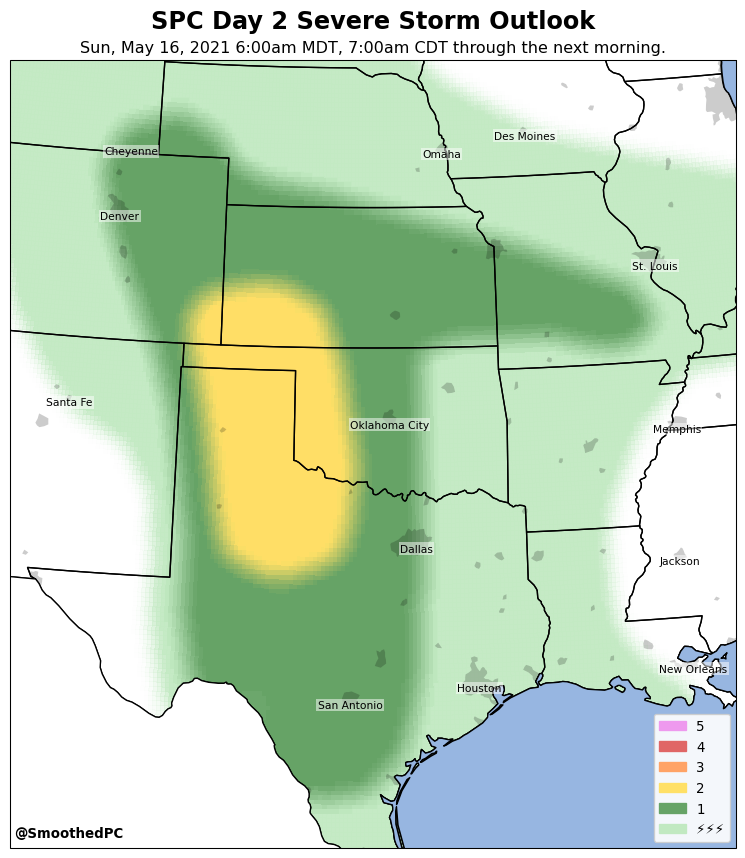 SPC Day 2 Severe Storm Outlook
Sun, May 16, 2021 6:00am MDT, 7:00am CDT through the next morning.
Des Moines
Cheyenne
Omaha
Denver
St. Louis
Santa Fe
Oklahoma City
Memphis
Dallas
Jackson
New Orleans
Houston
San Antonio
5
4
3
2
1
⚡⚡⚡
@SmoothedPC